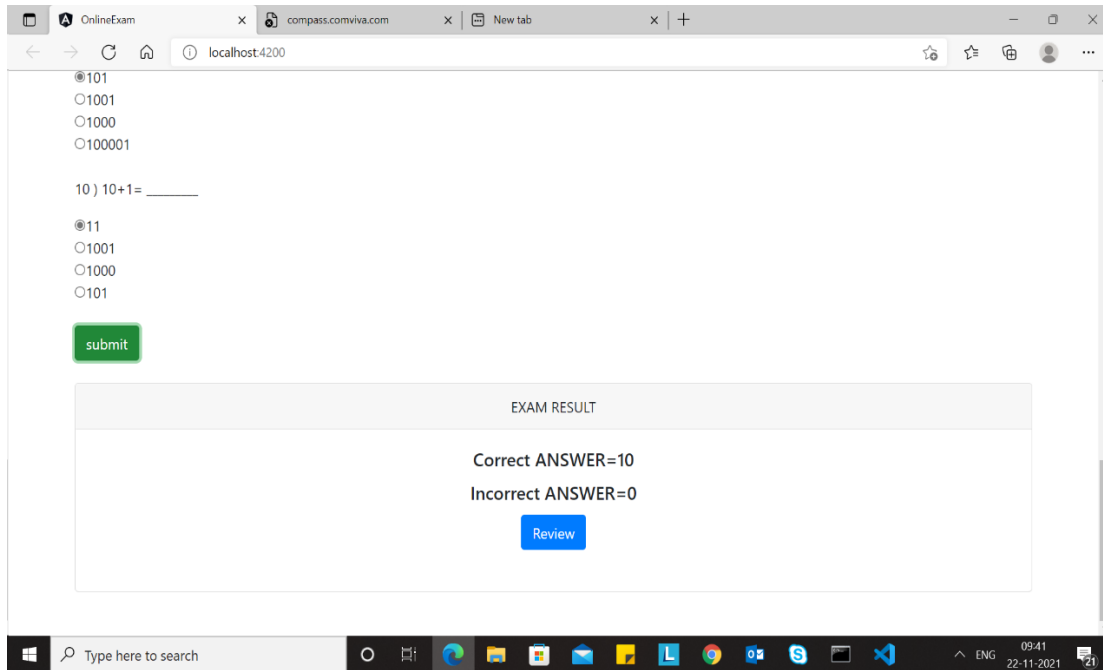 OnlineExam
compass.comviva.com
New tab
localhost:4200
101
1001
1000
100001
10 ) 10+1= ________
11
1001
1000
101
submit
EXAM RESULT
Correct ANSWER=10
Incorrect ANSWER=0
Review
Type here to search
ENG
09:41
22-11-2021
21